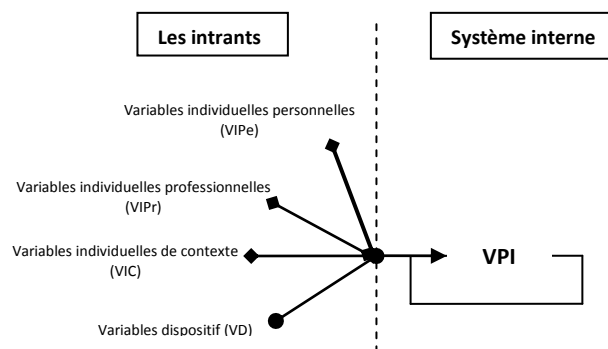 Les intrants
Système interne
Variables individuelles personnelles
(VIPe)
Variables individuelles professionnelles
(VIPr)
Variables individuelles de contexte
(VIC)
VPI
Variables dispositif (VD)